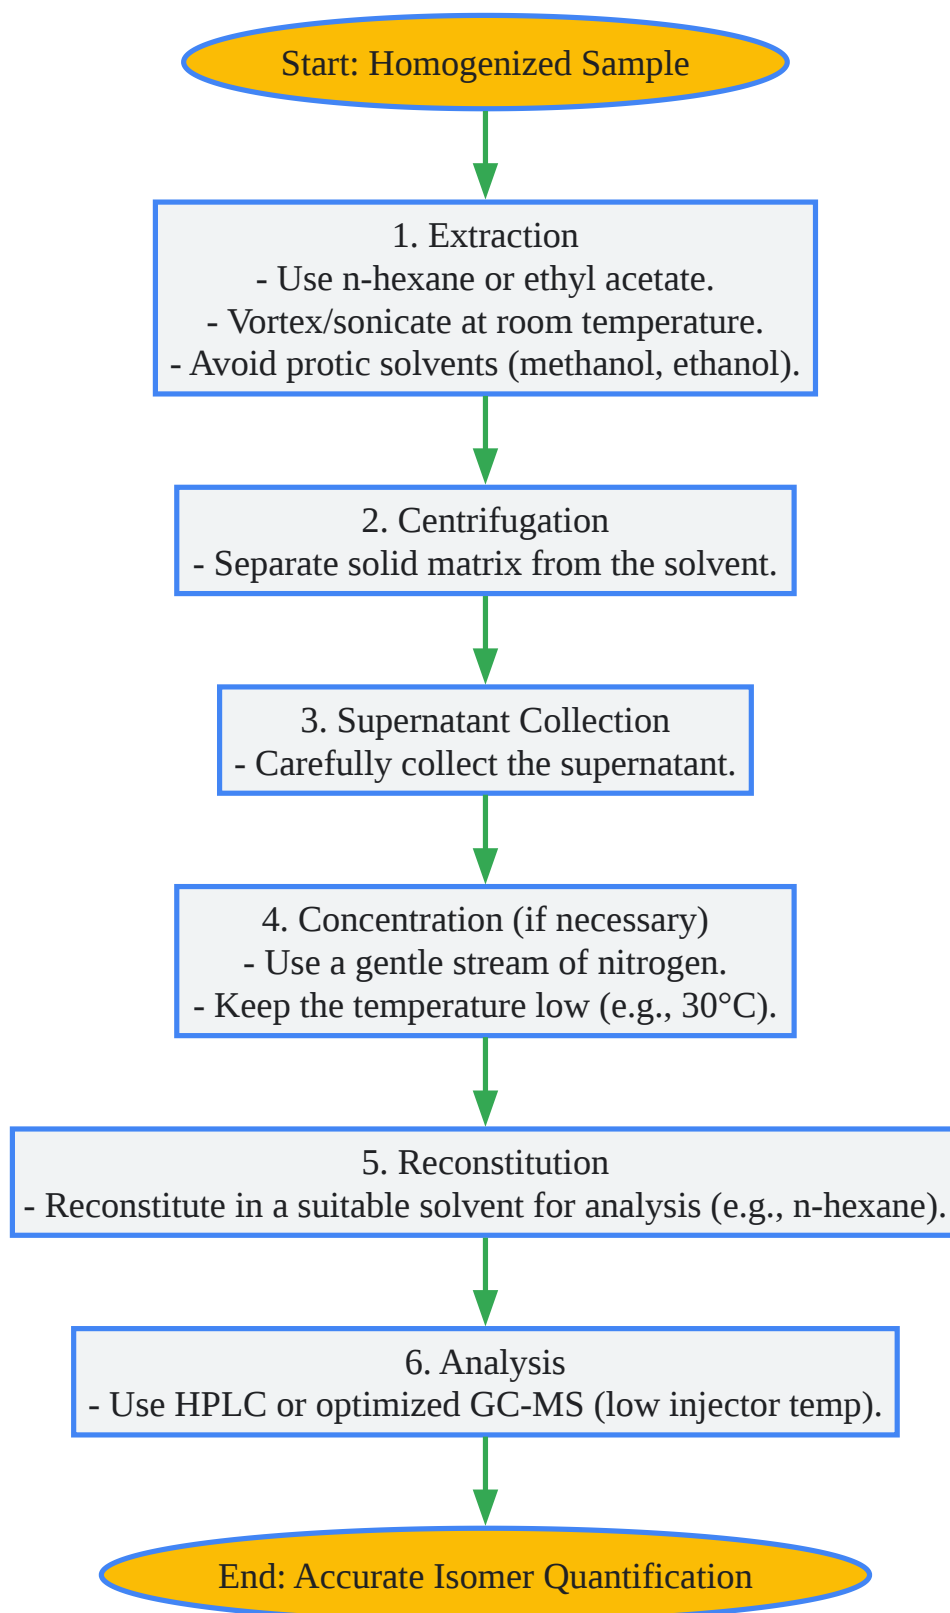 Start: Homogenized Sample
1. Extraction
- Use n-hexane or ethyl acetate.
- Vortex/sonicate at room temperature.
- Avoid protic solvents (methanol, ethanol).
2. Centrifugation
- Separate solid matrix from the solvent.
3. Supernatant Collection
- Carefully collect the supernatant.
4. Concentration (if necessary)
- Use a gentle stream of nitrogen.
- Keep the temperature low (e.g., 30°C).
5. Reconstitution
- Reconstitute in a suitable solvent for analysis (e.g., n-hexane).
6. Analysis
- Use HPLC or optimized GC-MS (low injector temp).
End: Accurate Isomer Quantification